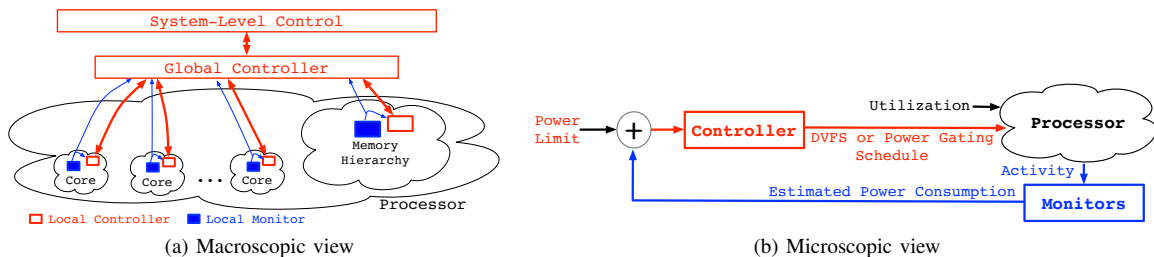 System-Level Control
Global Controller
Memory
Hierarchy
Core
Core
...
Core
Processor
Local Controller
Local Monitor
(a) Macroscopic view
Power
Limit
+
Controller
Utilization
DVFS or Power Gating
Schedule
Processor
Activity
Estimated Power Consumption
Monitors
(b) Microscopic view